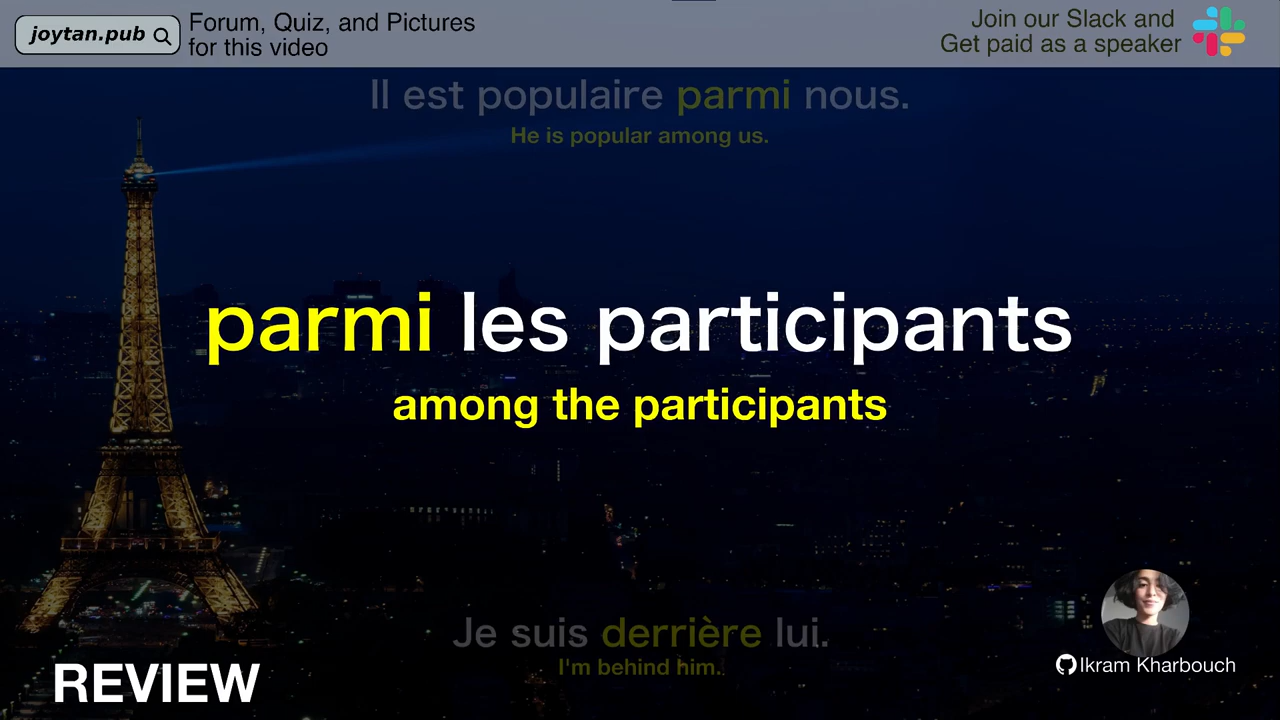 joytan.pub
Forum, Quiz, and Pictures
for this video
Join our Slack and
Get paid as a speaker
Il est populaire parmi nous.
He is popular among us.
parmi les participants
among the participants
Je suis derrière lui.
I'm behind him.
REVIEW
Ikram Kharbouch